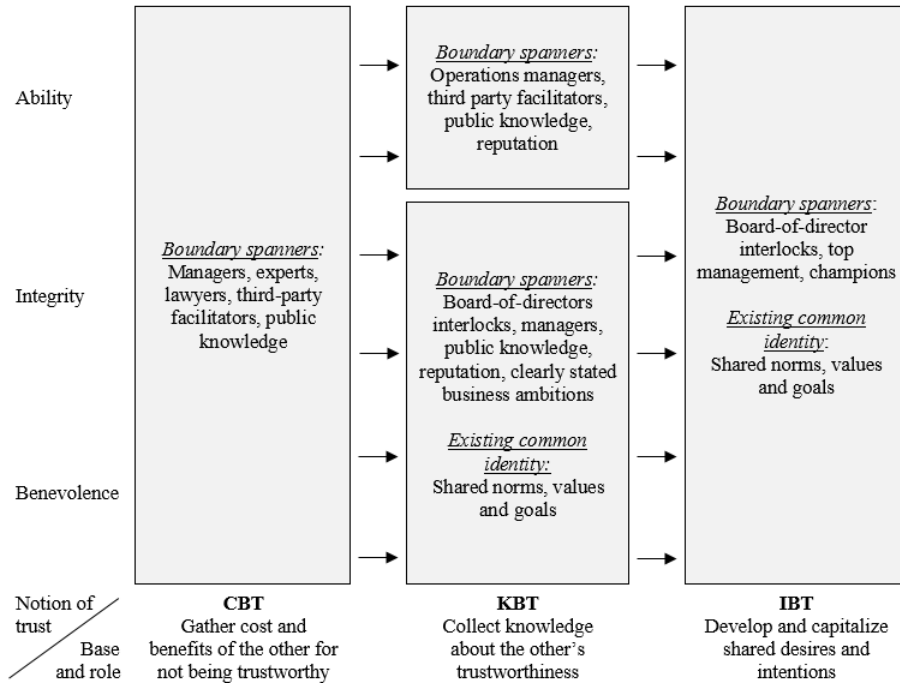 Ability
Integrity
Benevolence
Boundary spanners:
Managers, experts,
lawyers, third-party
facilitators, public
knowledge
Boundary spanners:
Operations managers,
third party facilitators,
public knowledge,
reputation
Boundary spanners:
Board-of-directors
interlocks, managers,
public knowledge,
reputation, clearly stated
business ambitions
Existing common
identity:
Shared norms, values
and goals
Boundary spanners:
Board-of-director
interlocks, top
management, champions
Existing common
identity:
Shared norms, values
and goals
Notion of
trust
Base
and role
CBT
Gather cost and
benefits of the other for
not being trustworthy
KBT
Collect knowledge
about the other's
trustworthiness
IBT
Develop and capitalize
shared desires and
intentions